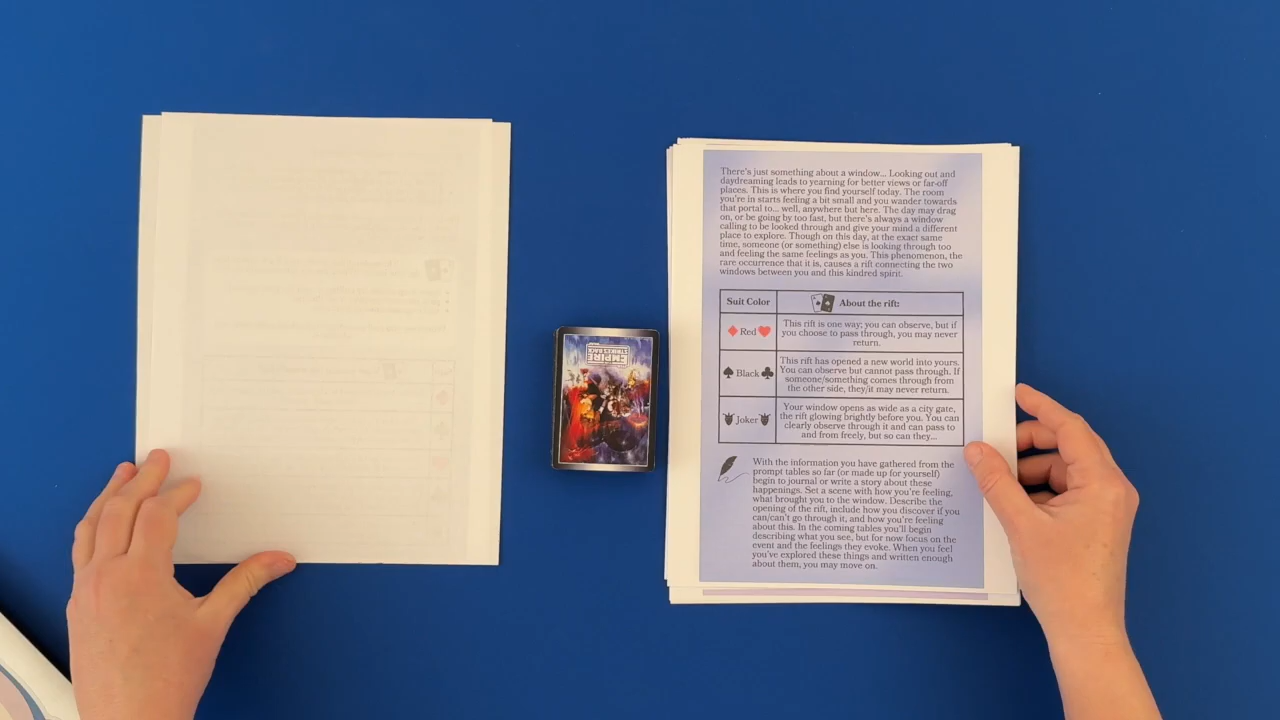 There's just something about a window... Looking out and
daydreaming leads to yearning for better views or far-off
places. This is where you find yourself today. The room
you're in starts feeling a bit small and you wander towards
that portal to... well, anywhere but here. The day may drag
on, or be going by too fast, but there's always a window
calling to be looked through and give your mind a different
place to explore. Though on this day, at the exact same
time, someone (or something) else is looking through too
and feeling the same feelings as you. This phenomenon, the
rare occurrence that it is, causes a rift connecting the two
windows between you and this kindred spirit.
Suit Color About the rift:
Red This rift is one way; you can observe, but if
you choose to pass through, you may never
return.
Black This rift has opened a new world into yours.
You can observe but cannot pass through. If
someone/something comes through from
the other side, they/it may never return.
Joker Your window opens as wide as a city gate,
the rift glowing brightly before you. You can
clearly observe through it and can pass to
and from freely, but so can they...
With the information you have gathered from the
prompt tables so far (or made up for yourself)
begin to journal or write a story about these
happenings. Set a scene with how you're feeling,
what brought you to the window. Describe the
opening of the rift, include how you discover if you
can/can't go through it, and how you're feeling
about this. In the coming tables you'll begin
describing what you see, but for now focus on the
event and the feelings they evoke. When you feel
you've explored these things and written enough
about them, you may move on.
EMPIRE
STRIKES BACK